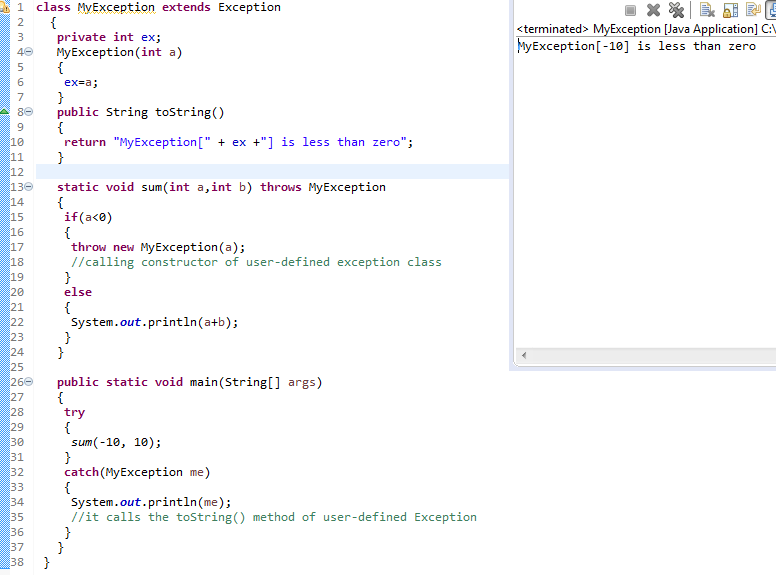 1 class MyException extends Exception
2 {
3 private int ex;
4 MyException(int a)
5 {
6 ex=a;
7 }
8 public String toString()
9 {
10 return "MyException[" + ex +"] is less than zero";
11 }
12
13 static void sum(int a,int b) throws MyException
14 {
15 if(a<0)
16 {
17 throw new MyException(a);
18 //calling constructor of user-defined exception class
19 }
20 else
21 {
22 System.out.println(a+b);
23 }
24 }
25
26 public static void main(String[] args)
27 {
28 try
29 {
30 sum(-10, 10);
31 }
32 catch(MyException me)
33 {
34 System.out.println(me);
35 //it calls the toString() method of user-defined Exception
36 }
37 }
38 }
<terminated> MyException [Java Application] C:\
MyException[-10] is less than zero